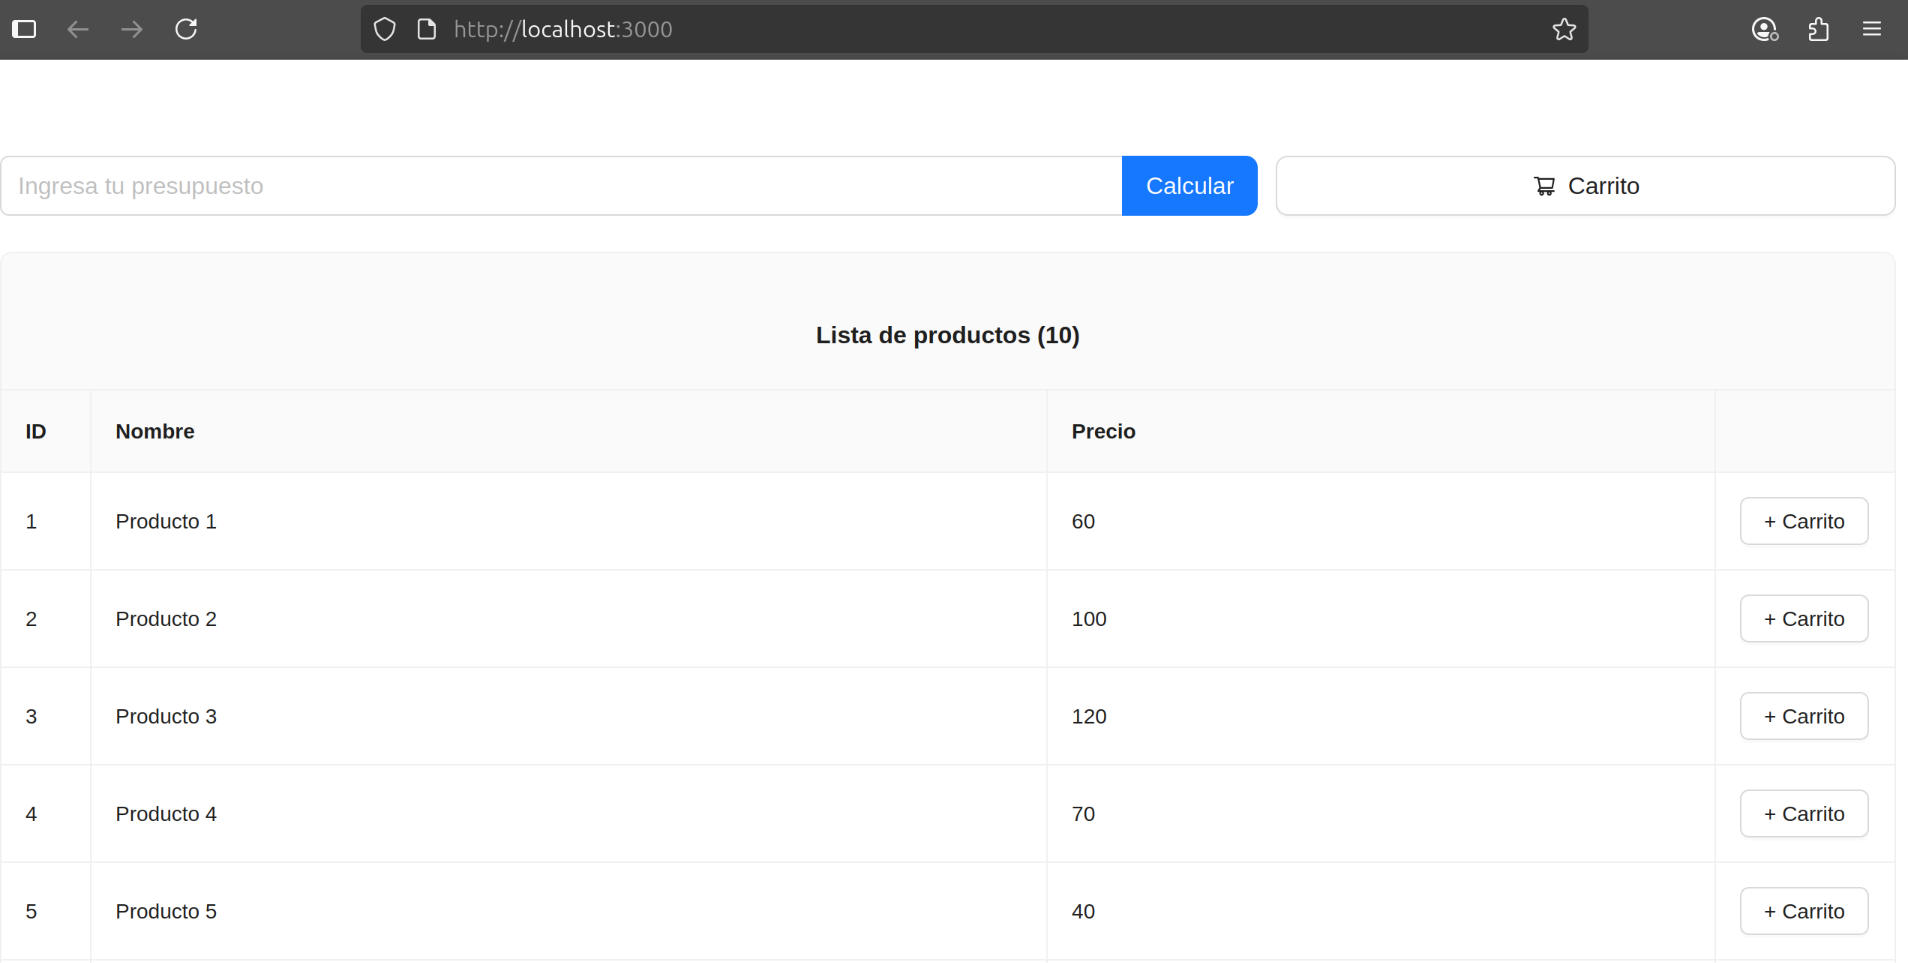 http://localhost:3000
Ingresa tu presupuesto Calcular Carrito
Lista de productos (10)
ID Nombre Precio
1 Producto 1 60 + Carrito
2 Producto 2 100 + Carrito
3 Producto 3 120 + Carrito
4 Producto 4 70 + Carrito
5 Producto 5 40 + Carrito